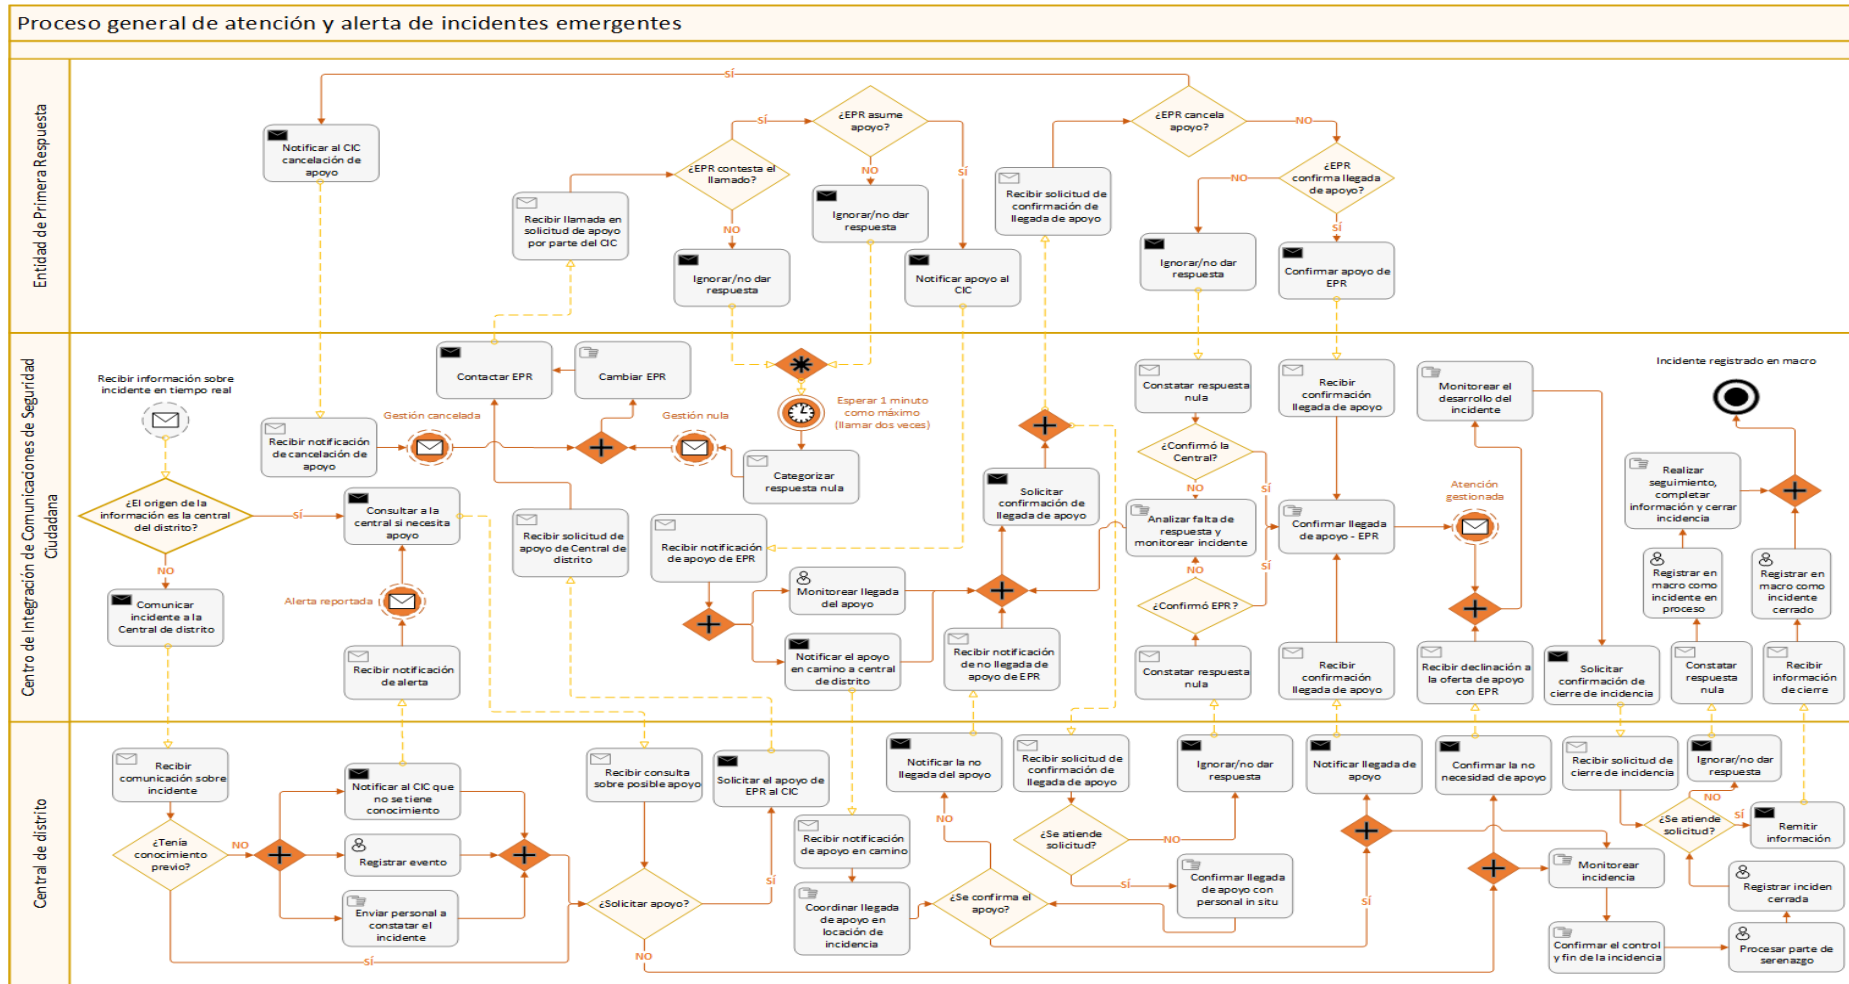 Proceso general de atención y alerta de incidentes emergentes
Entidad de Primera Respuesta
SÍ
Notificar al CIC
cancelación de
apoyo
Recibir llamada en
solicitud de apoyo
por parte del CIC
¿EPR contesta el
llamado?
SÍ
NO
¿EPR asume
apoyo?
NO
SÍ
Ignorar/no dar
respuesta
Ignorar/no dar
respuesta
Notificar apoyo al
CIC
Recibir solicitud de
confirmación de
llegada de apoyo
¿EPR cancela
apoyo?
NO
¿EPR
confirma llegada
de apoyo?
NO
SÍ
Ignorar/no dar
respuesta
Confirmar apoyo de
EPR
Centro de Integración de Comunicaciones de Seguridad
Ciudadana
Recibir información sobre
incidente en tiempo real
¿El origen de la
información es la central
del distrito?
SÍ
NO
Comunicar
incidente a la
Central de distrito
Recibir notificación
de cancelación de
apoyo
Gestión cancelada
Consultar a la
central si necesita
apoyo
Alerta reportada
Recibir notificación
de alerta
Contactar EPR
Cambiar EPR
Gestión nula
Esperar 1 minuto
como máximo
(llamar dos veces)
Categorizar
respuesta nula
Recibir solicitud de
apoyo de Central de
distrito
Recibir notificación
de apoyo de EPR
Monitorear llegada
del apoyo
Notificar el apoyo
en camino a central
de distrito
Solicitar
confirmación de
llegada de apoyo
Recibir notificación
de no llegada de
apoyo de EPR
Constatar respuesta
nula
¿Confirmó la
Central?
NO
SÍ
Analizar falta de
respuesta y
monitorear incidente
NO
SÍ
¿Confirmó EPR?
Constatar respuesta
nula
Recibir
confirmación
llegada de apoyo
Confirmar llegada
de apoyo - EPR
Recibir
confirmación
llegada de apoyo
Monitorear el
desarrollo del
incidente
Atención
gestionada
Recibir declinación a
la oferta de apoyo
con EPR
Solicitar
confirmación de
cierre de incidencia
Incidente registrado en macro
Realizar
seguimiento,
completar
información y cerrar
incidencia
Registrar en
macro como
incidente en
proceso
Registrar en
macro como
incidente
cerrado
Constatar
respuesta
nula
Recibir
información
de cierre
Central de distrito
Recibir
comunicación sobre
incidente
¿Tenía
conocimiento
previo?
NO
SÍ
Notificar al CIC que
no se tiene
conocimiento
Registrar evento
Enviar personal a
constatar el
incidente
Recibir consulta
sobre posible apoyo
¿Solicitar apoyo?
SÍ
NO
Solicitar el apoyo de
EPR al CIC
Recibir notificación
de apoyo en camino
Coordinar llegada
de apoyo en
locación de
incidencia
Notificar la no
llegada del apoyo
NO
¿Se confirma el
apoyo?
SÍ
Recibir solicitud de
confirmación de
llegada de apoyo
¿Se atiende
solicitud?
NO
SÍ
Ignorar/no dar
respuesta
Confirmar llegada
de apoyo con
personal in situ
Notificar llegada de
apoyo
Confirmar la no
necesidad de apoyo
Recibir solicitud de
cierre de incidencia
Ignorar/no dar
respuesta
NO
¿Se atiende
solicitud?
SÍ
Remitir
información
Monitorear
incidencia
Registrar inciden
cerrada
Confirmar el control
y fin de la incidencia
Procesar parte de
serenazgo